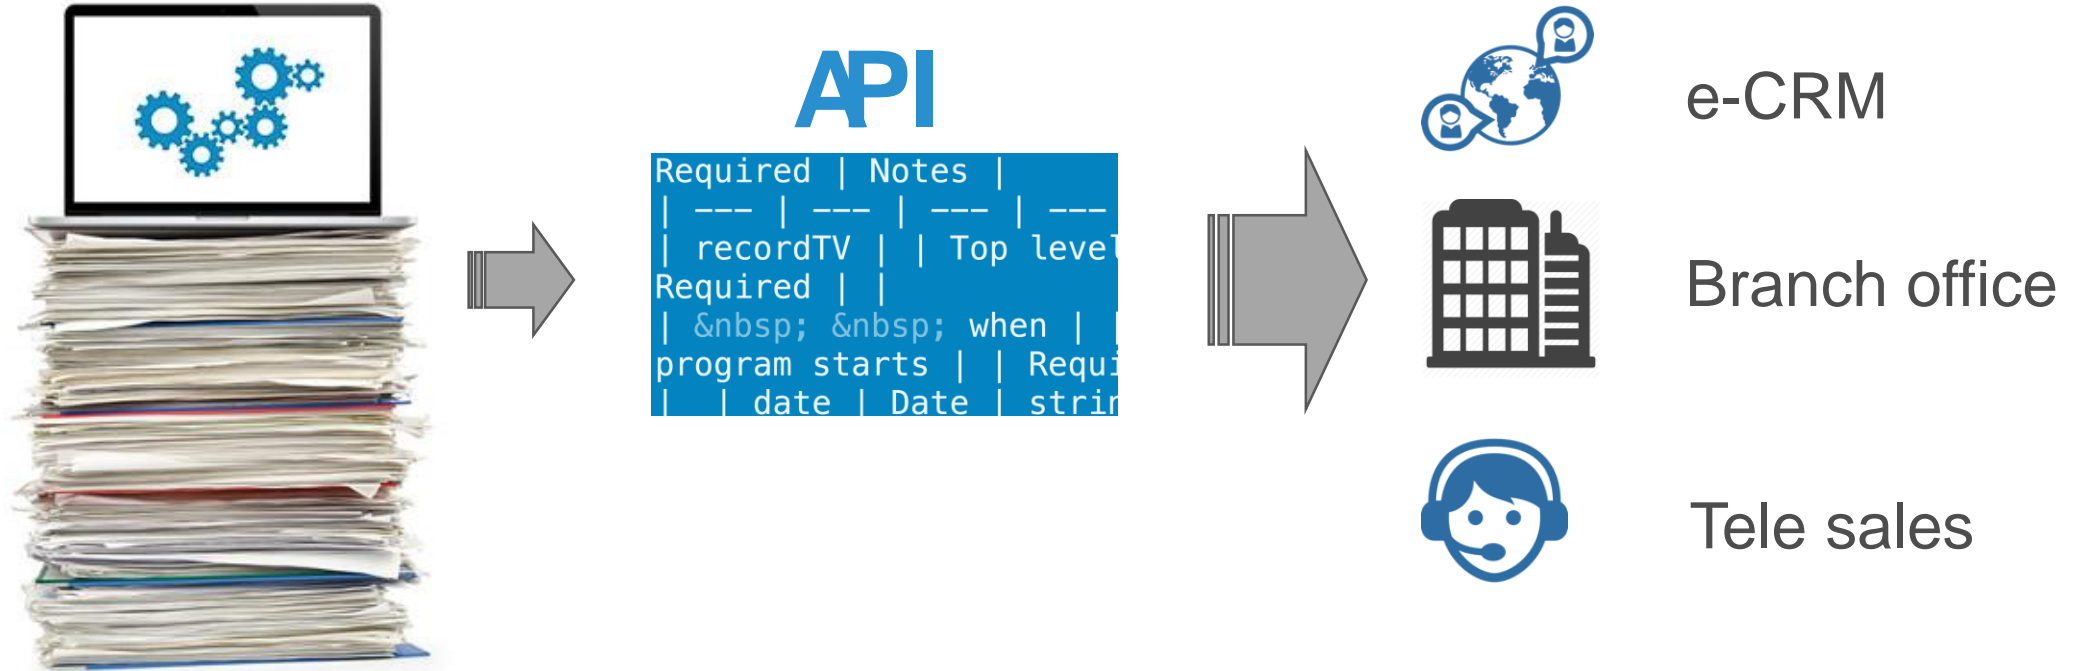 API
Required | Notes |
| --- | --- | --- | ---
| recordTV | | Top level
Required | |
| &nbsp; &nbsp; when | |
program starts | | Requi
| | date | Date | strin
e-CRM
Branch office
Tele sales